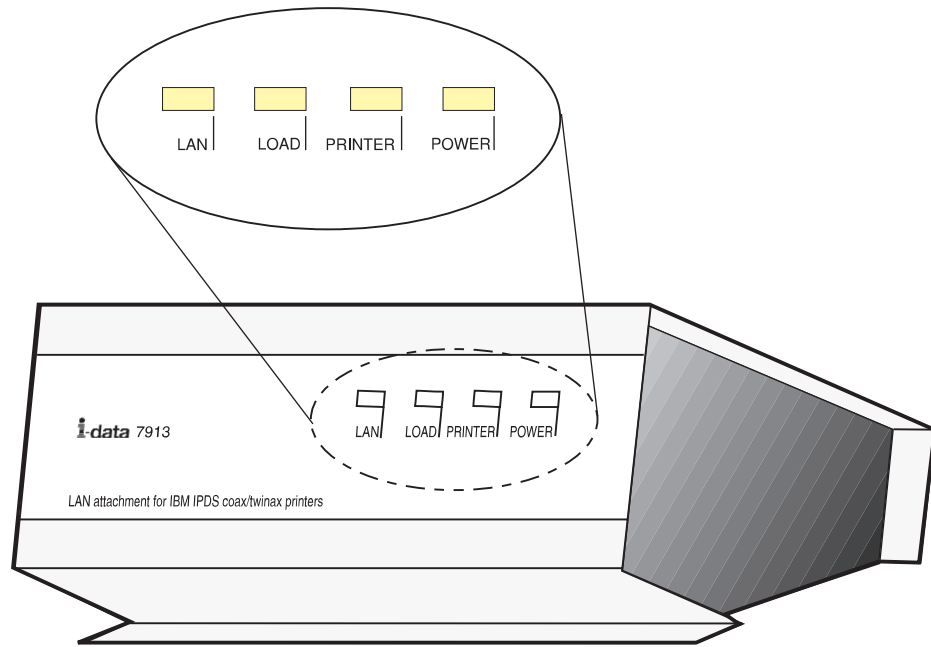 LAN LOAD PRINTER POWER
LAN LOAD PRINTER POWER
i-data 7913
LAN attachment for IBM IPDS coax/twinax printers